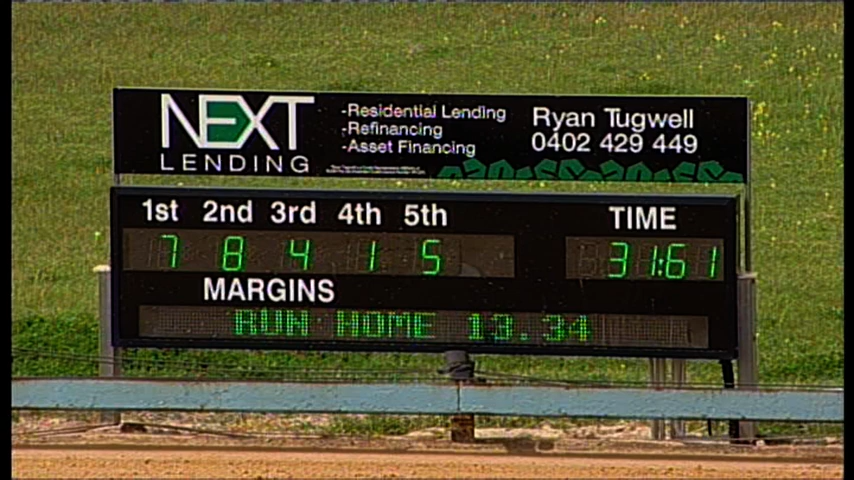 NEXT
LENDING
-Residential Lending
-Refinancing
-Asset Financing
Ryan Tugwell
0402 429 449
1st 2nd 3rd 4th 5th TIME
7 8 4 1 5 31:61
MARGINS
RUN HOME 13.34